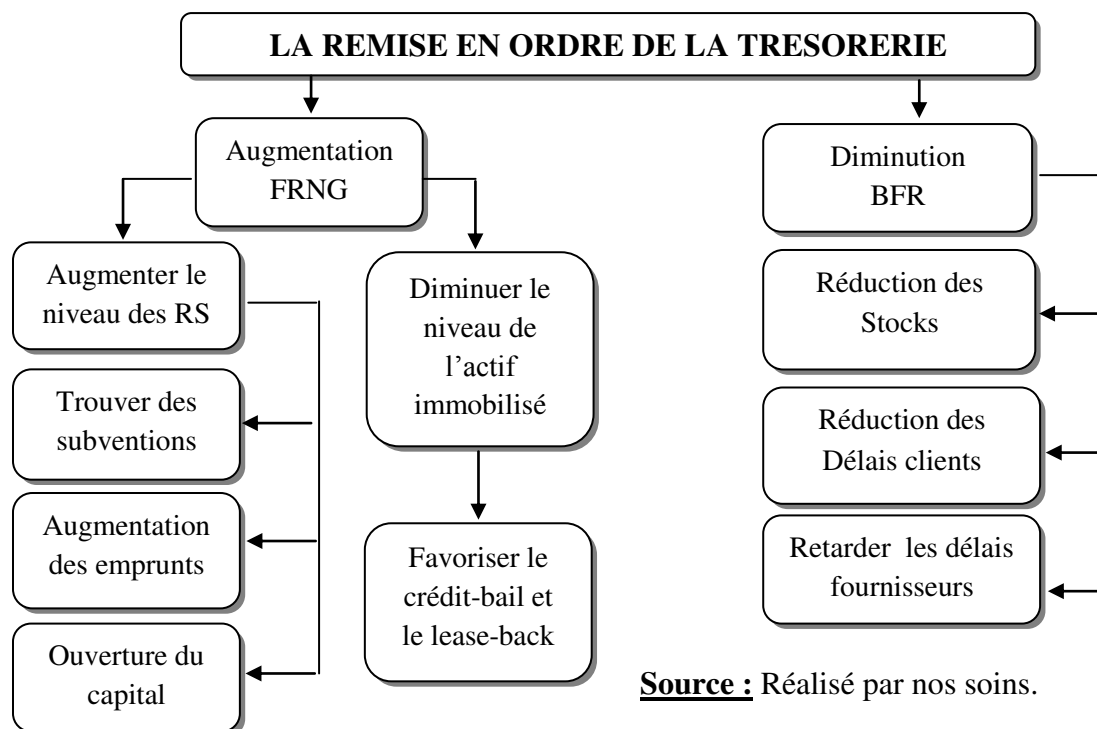 LA REMISE EN ORDRE DE LA TRESORERIE
Augmentation
FRNG
Diminution
BFR
Augmenter le
niveau des RS
Diminuer le
niveau de
l’actif
immobilisé
Réduction des
Stocks
Trouver des
subventions
Réduction des
Délais clients
Augmentation
des emprunts
Favoriser le
crédit-bail et
le lease-back
Retarder les délais
fournisseurs
Ouverture du
capital
Source : Réalisé par nos soins.